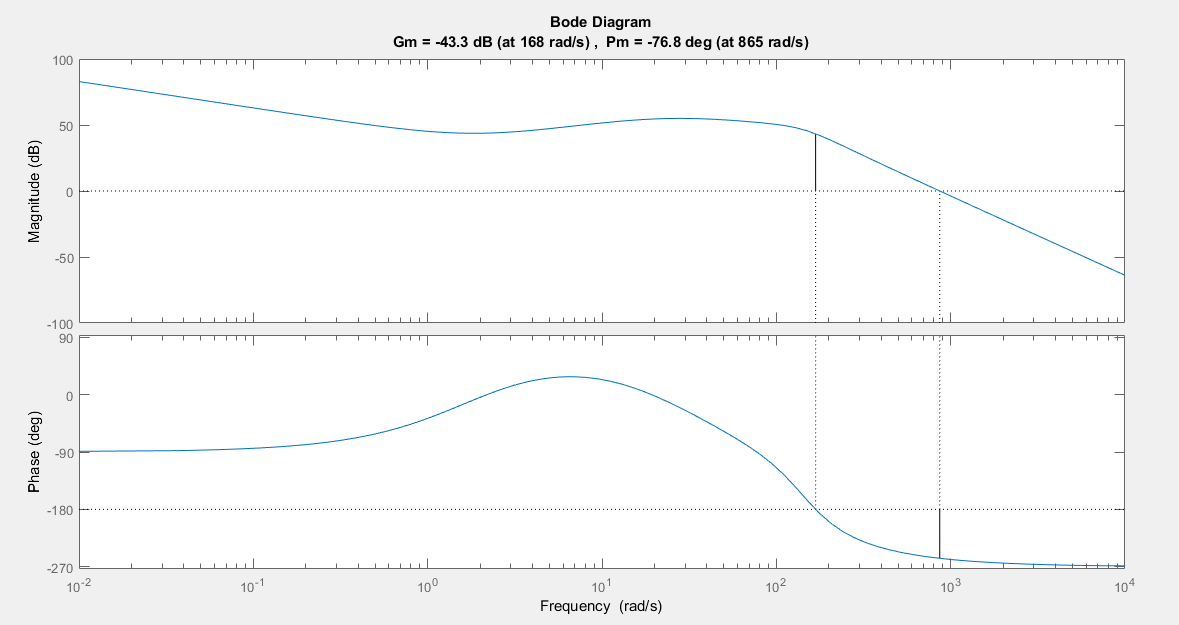 Bode Diagram
Gm = -43.3 dB (at 168 rad/s) , Pm = -76.8 deg (at 865 rad/s)
100
50
0
-50
-100
Magnitude (dB)
90
0
-90
-180
-270
Phase (deg)
10^-2 10^-1 10^0 10^1 10^2 10^3 10^4
Frequency (rad/s)